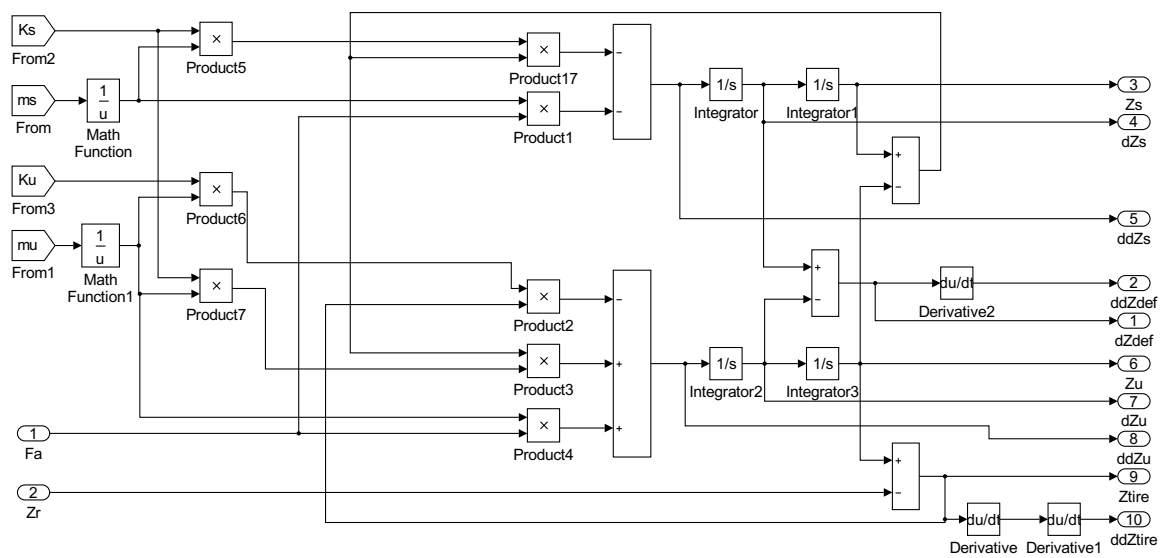 Ks
From2
×
Product5
×
Product17
−
−
1/s
Integrator
1/s
Integrator1
3
Zs
ms
From
1
u
Math
Function
×
Product1
4
dZs
+
−
Ku
From3
×
Product6
5
ddZs
mu
From1
1
u
Math
Function1
×
Product7
+
−
du/dt
Derivative2
2
ddZdef
×
Product2
−
+
+
1
dZdef
×
Product3
1/s
Integrator2
1/s
Integrator3
6
Zu
7
dZu
1
Fa
×
Product4
8
ddZu
+
−
9
Ztire
2
Zr
du/dt
Derivative
du/dt
Derivative1
10
ddZtire